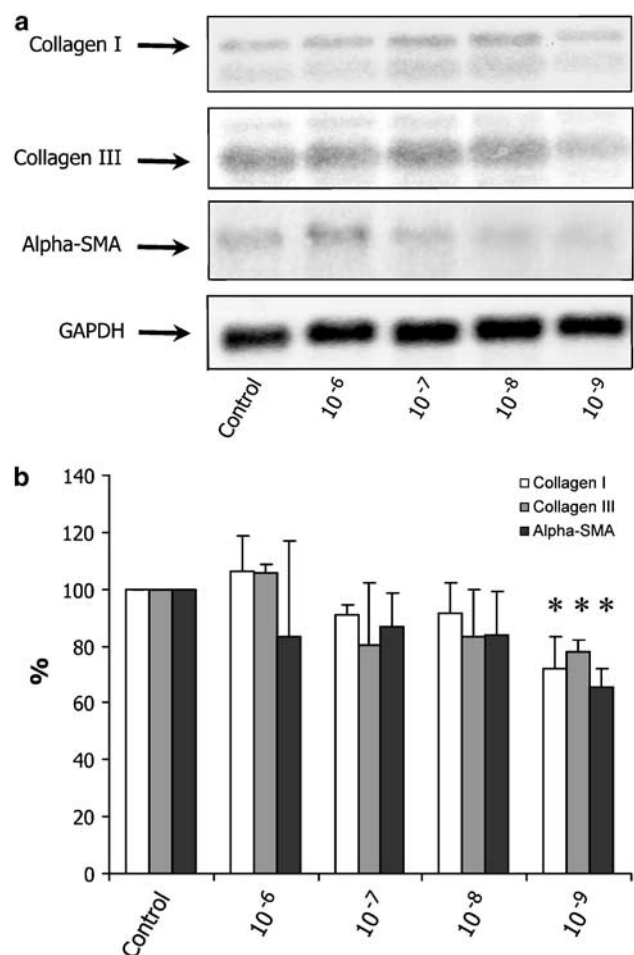 a
Collagen I
Collagen III
Alpha-SMA
GAPDH
Control 10⁻⁶ 10⁻⁷ 10⁻⁸ 10⁻⁹
b
140
120
100
80
60
40
20
0
%
Collagen I
Collagen III
Alpha-SMA
* * *
Control 10⁻⁶ 10⁻⁷ 10⁻⁸ 10⁻⁹